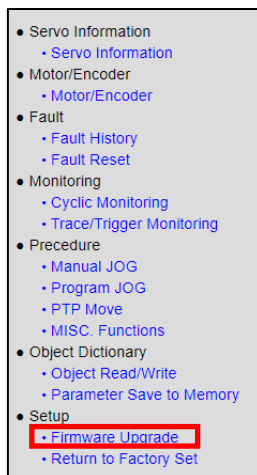 • Servo Information
• Servo Information
• Motor/Encoder
• Motor/Encoder
• Fault
• Fault History
• Fault Reset
• Monitoring
• Cyclic Monitoring
• Trace/Trigger Monitoring
• Precedure
• Manual JOG
• Program JOG
• PTP Move
• MISC. Functions
• Object Dictionary
• Object Read/Write
• Parameter Save to Memory
• Setup
• Firmware Upgrade
• Return to Factory Set